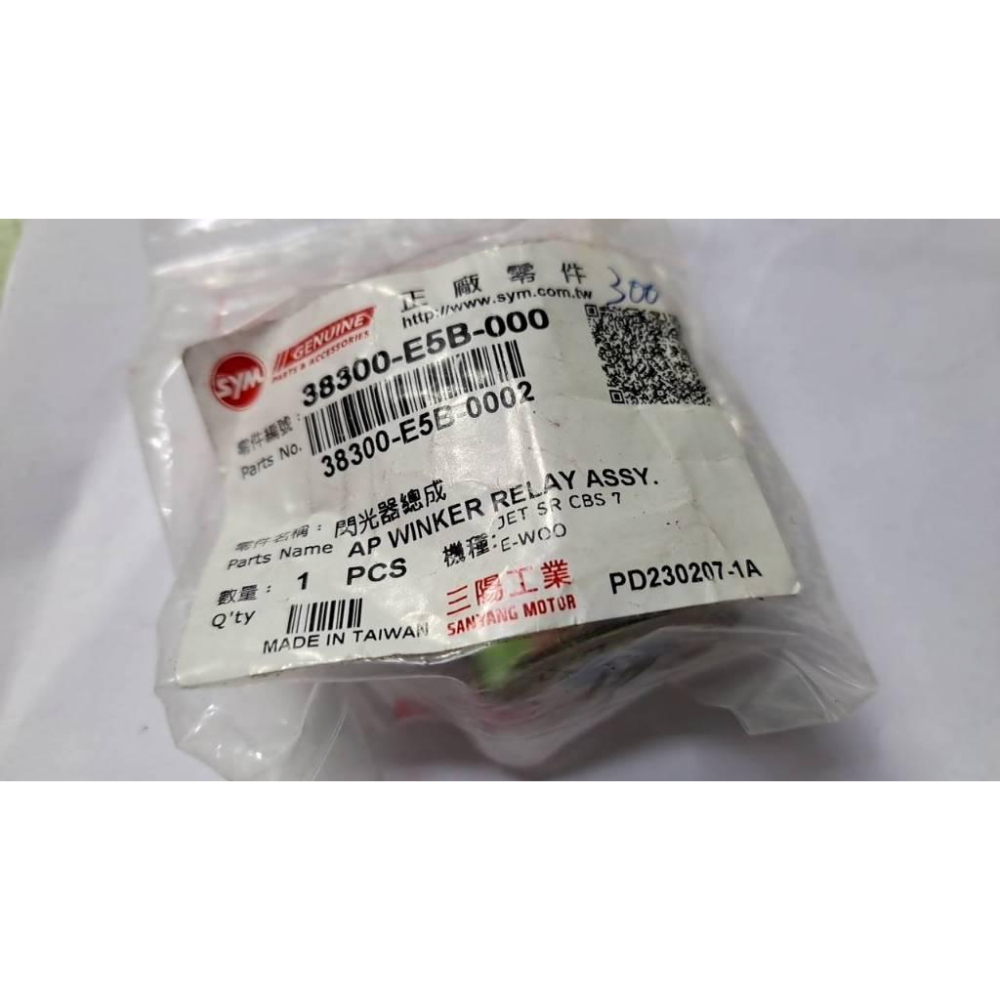 正廠零件
300
http://www.sym.com.tw
SYM
GENUINE
PARTS & ACCESSORIES
零件編號：
Parts No.
38300-E5B-000
38300-E5B-0002
零件名稱：閃光器總成
Parts Name AP WINKER RELAY ASSY.
數量：1 PCS
Q'ty
機種：JET SR CBS ７
E-WOO
MADE IN TAIWAN
三陽工業
SANYANG MOTOR
PD230207-1A